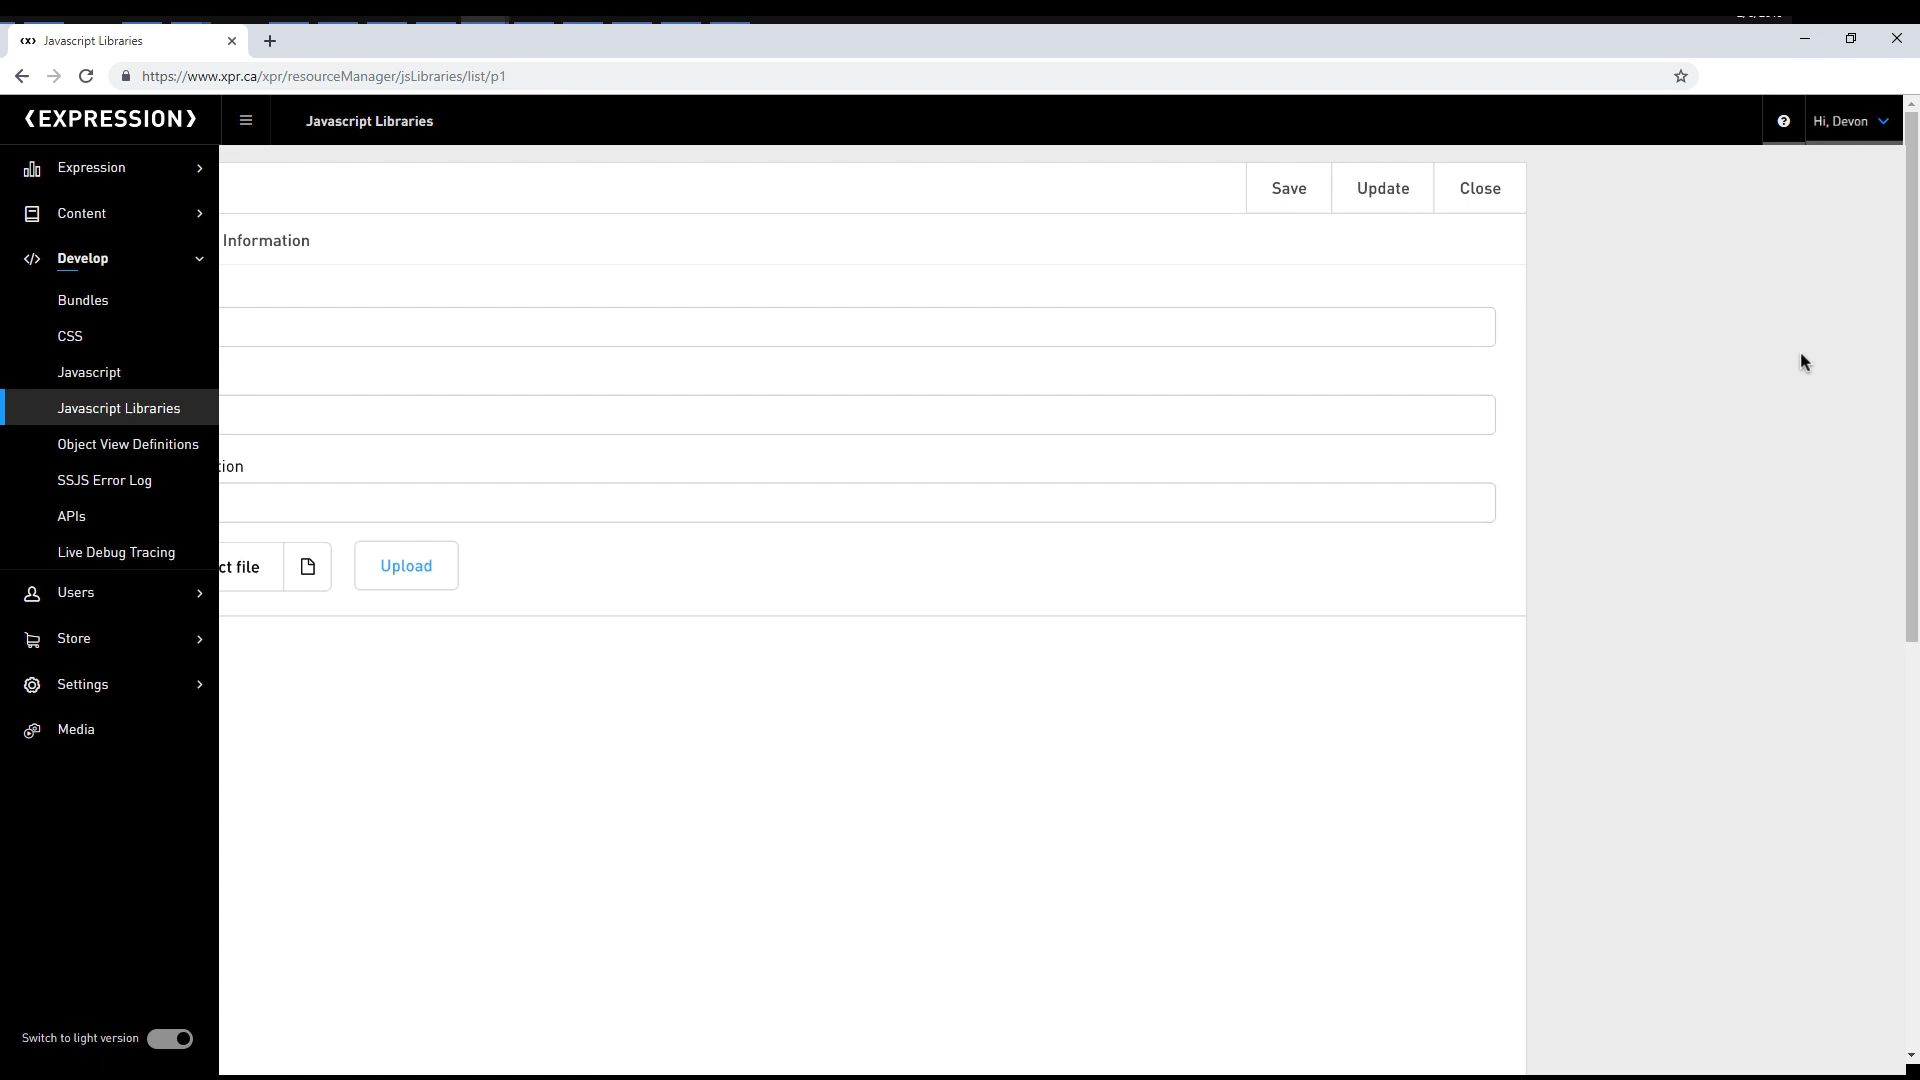 Javascript Libraries
https://www.xpr.ca/xpr/resourceManager/jsLibraries/list/p1
‹EXPRESSION›
Javascript Libraries
Hi, Devon
Expression
Content
Develop
Bundles
CSS
Javascript
Javascript Libraries
Object View Definitions
SSJS Error Log
APIs
Live Debug Tracing
Users
Store
Settings
Media
Switch to light version
Save
Update
Close
Information
tion
ct file
Upload